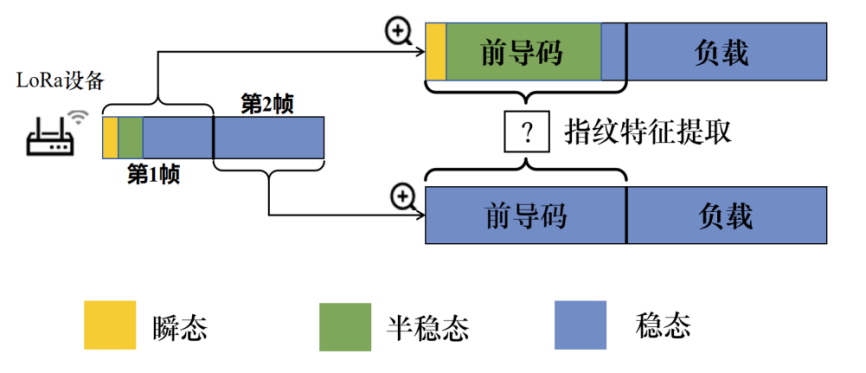 前导码 负载
LoRa设备
第2帧
第1帧
? 指纹特征提取
前导码 负载
瞬态 半稳态 稳态